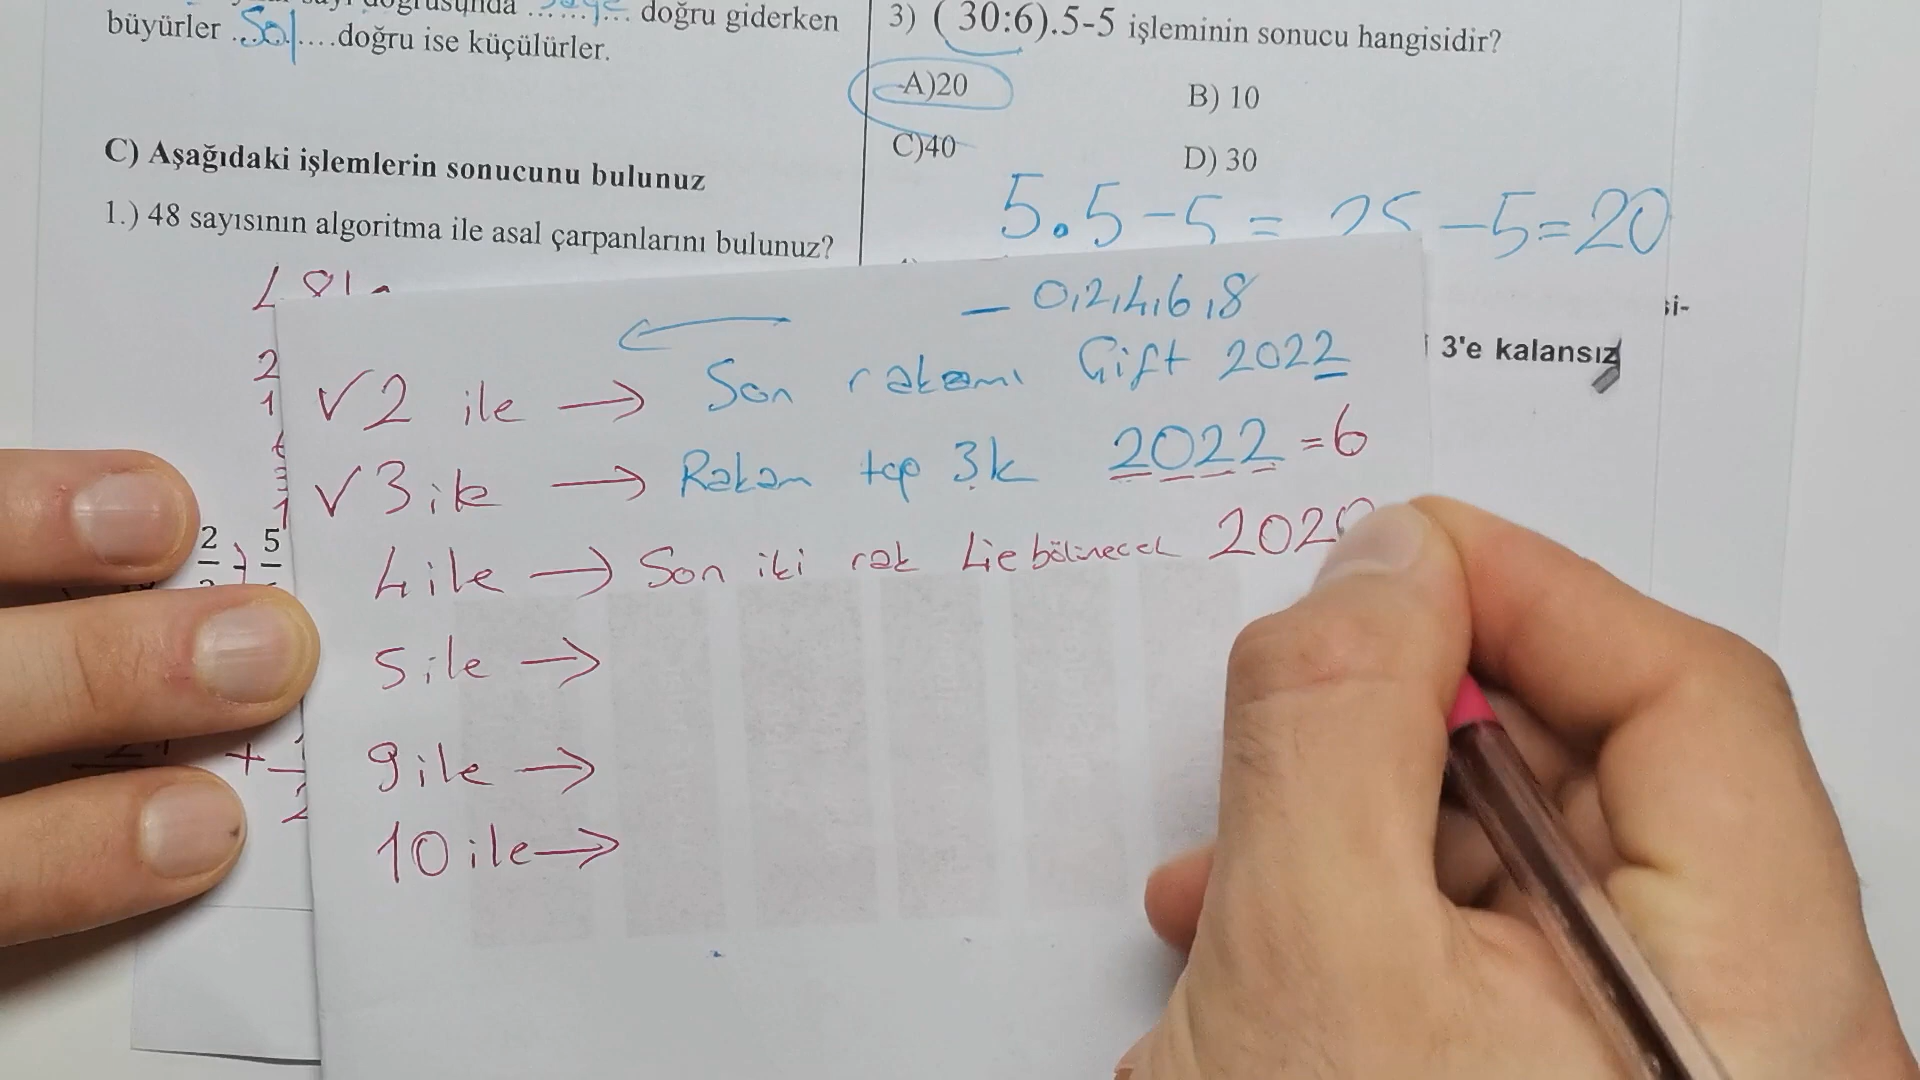 doğru giderken
büyürler ..Sol....doğru ise küçülürler.
C) Aşağıdaki işlemlerin sonucunu bulunuz
1.) 48 sayısının algoritma ile asal çarpanlarını bulunuz?
3) (30:6).5-5 işleminin sonucu hangisidir?
A)20
B) 10
C)40
D) 30
5.5-5= 25-5=20
3'e kalansız
- 0,2,4,6,8
√2 ile → Son rakamı Çift 2022
√3 ile → Rakam top 3k 2022 =6
4 ile → Son iki rak 4'e bölünecek 2020
5 ile →
9 ile →
10 ile →